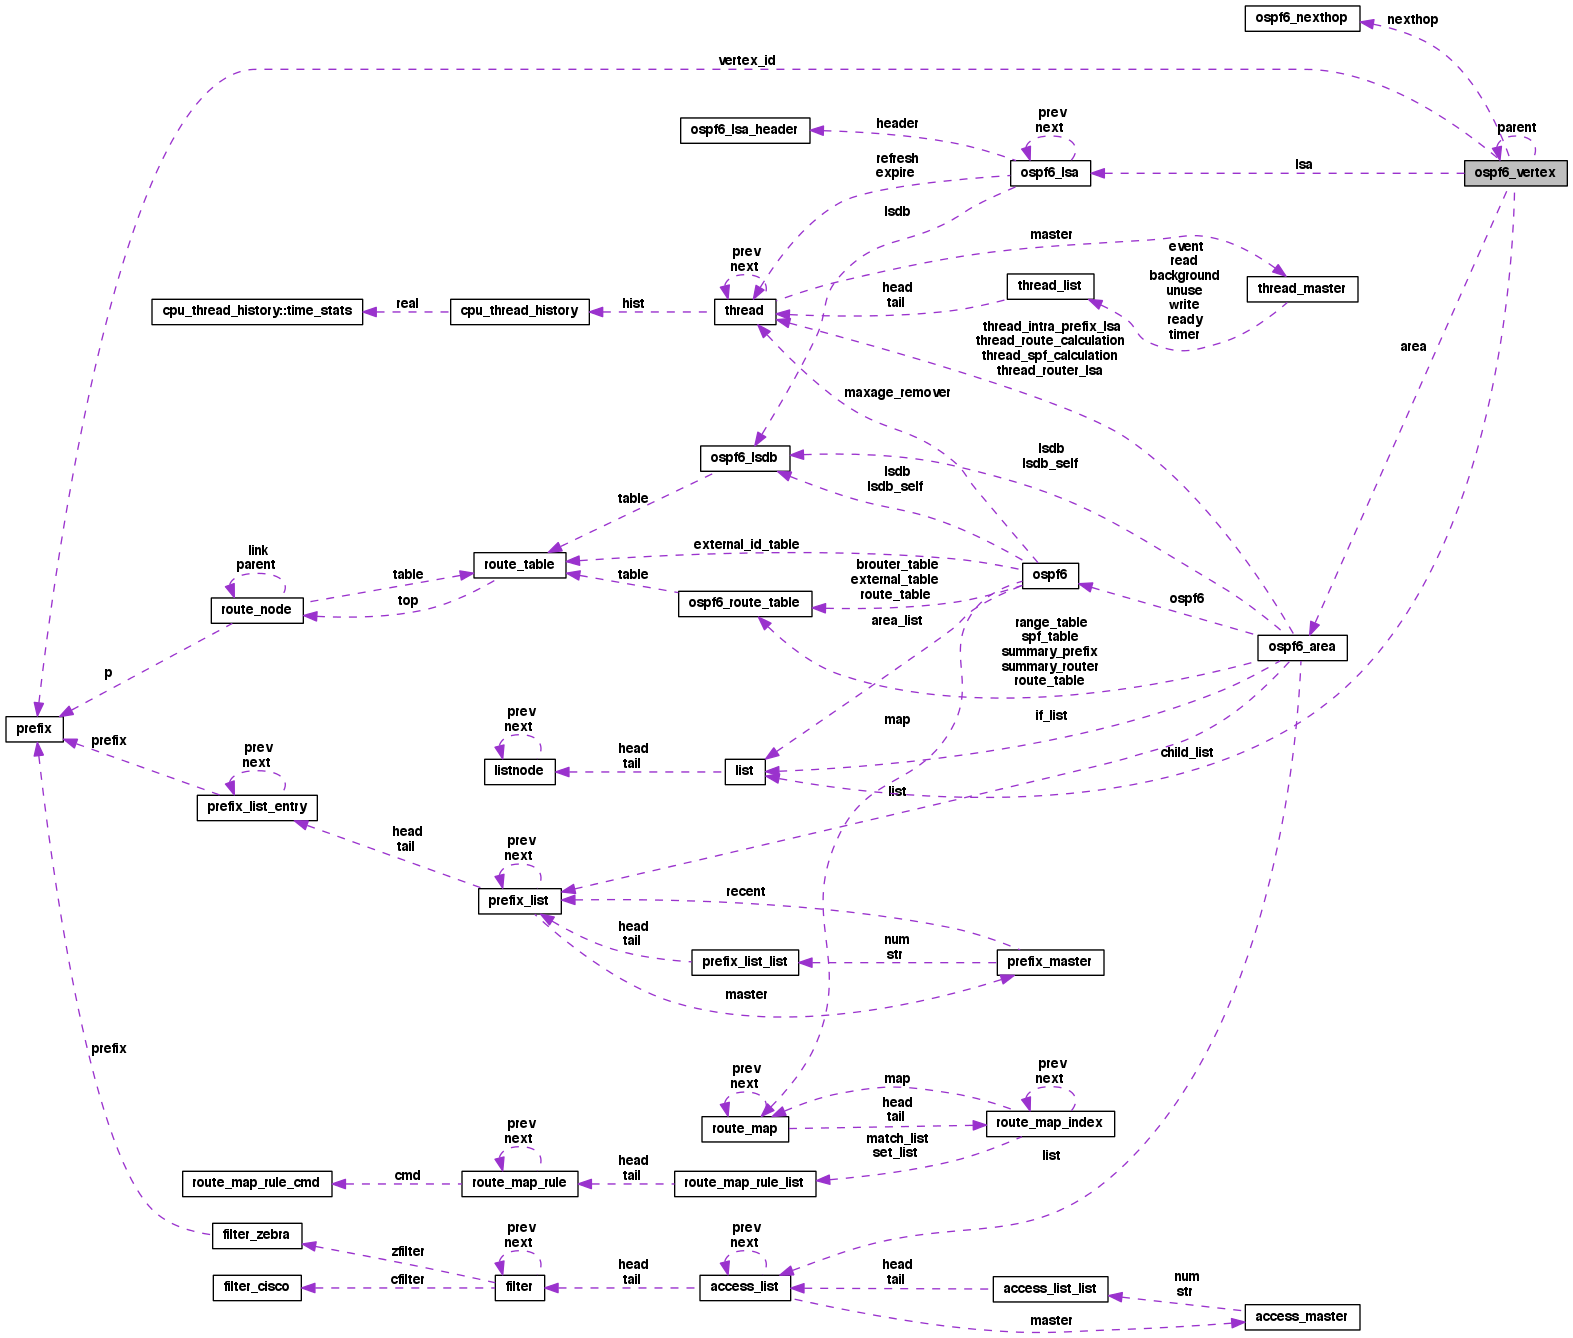 ospf6_nexthop
nexthop
vertex_id
prev
next
parent
header
ospf6_lsa_header
refresh
expire
ospf6_lsa
lsa
ospf6_vertex
lsdb
master
prev
next
event
read
background
unuse
write
ready
timer
head
tail
thread_list
thread_master
cpu_thread_history::time_stats
real
cpu_thread_history
hist
thread
thread_intra_prefix_lsa
thread_route_calculation
thread_spf_calculation
thread_router_lsa
area
maxage_remover
ospf6_lsdb
lsdb
lsdb_self
lsdb
lsdb_self
table
external_id_table
link
parent
route_table
table
table
brouter_table
external_table
route_table
ospf6
ospf6
route_node
top
ospf6_route_table
area_list
range_table
spf_table
summary_prefix
summary_router
route_table
ospf6_area
p
prefix
prev
next
map
if_list
prefix
prev
next
head
tail
child_list
listnode
list
list
prefix_list_entry
head
tail
prev
next
prefix_list
recent
head
tail
num
str
prefix_list_list
prefix_master
master
prefix
prev
next
map
prev
next
head
tail
route_map
route_map_index
prev
next
match_list
set_list
list
cmd
head
tail
route_map_rule_cmd
route_map_rule
route_map_rule_list
filter_zebra
prev
next
prev
next
zfilter
cfilter
head
tail
head
tail
num
str
filter_cisco
filter
access_list
access_list_list
master
access_master